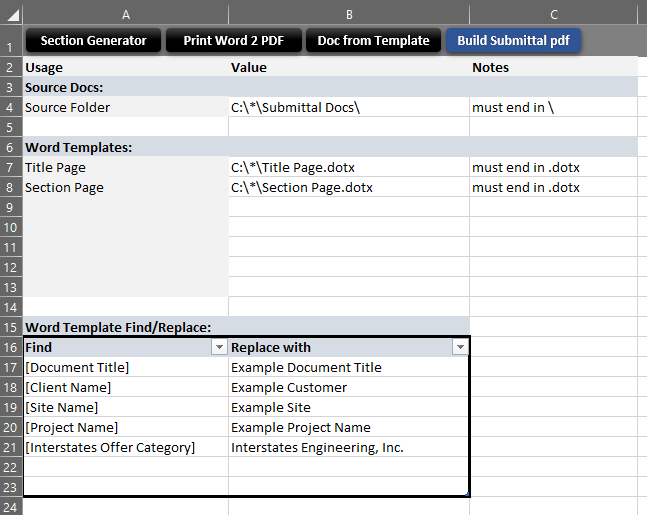 A B C
1 Section Generator Print Word 2 PDF Doc from Template Build Submittal pdf
2 Usage Value Notes
3 Source Docs:
4 Source Folder C:\*\Submittal Docs\ must end in \
5
6 Word Templates:
7 Title Page C:\*\Title Page.dotx must end in .dotx
8 Section Page C:\*\Section Page.dotx must end in .dotx
9
10
11
12
13
14
15 Word Template Find/Replace:
16 Find Replace with
17 [Document Title] Example Document Title
18 [Client Name] Example Customer
19 [Site Name] Example Site
20 [Project Name] Example Project Name
21 [Interstates Offer Category] Interstates Engineering, Inc.
22
23
24